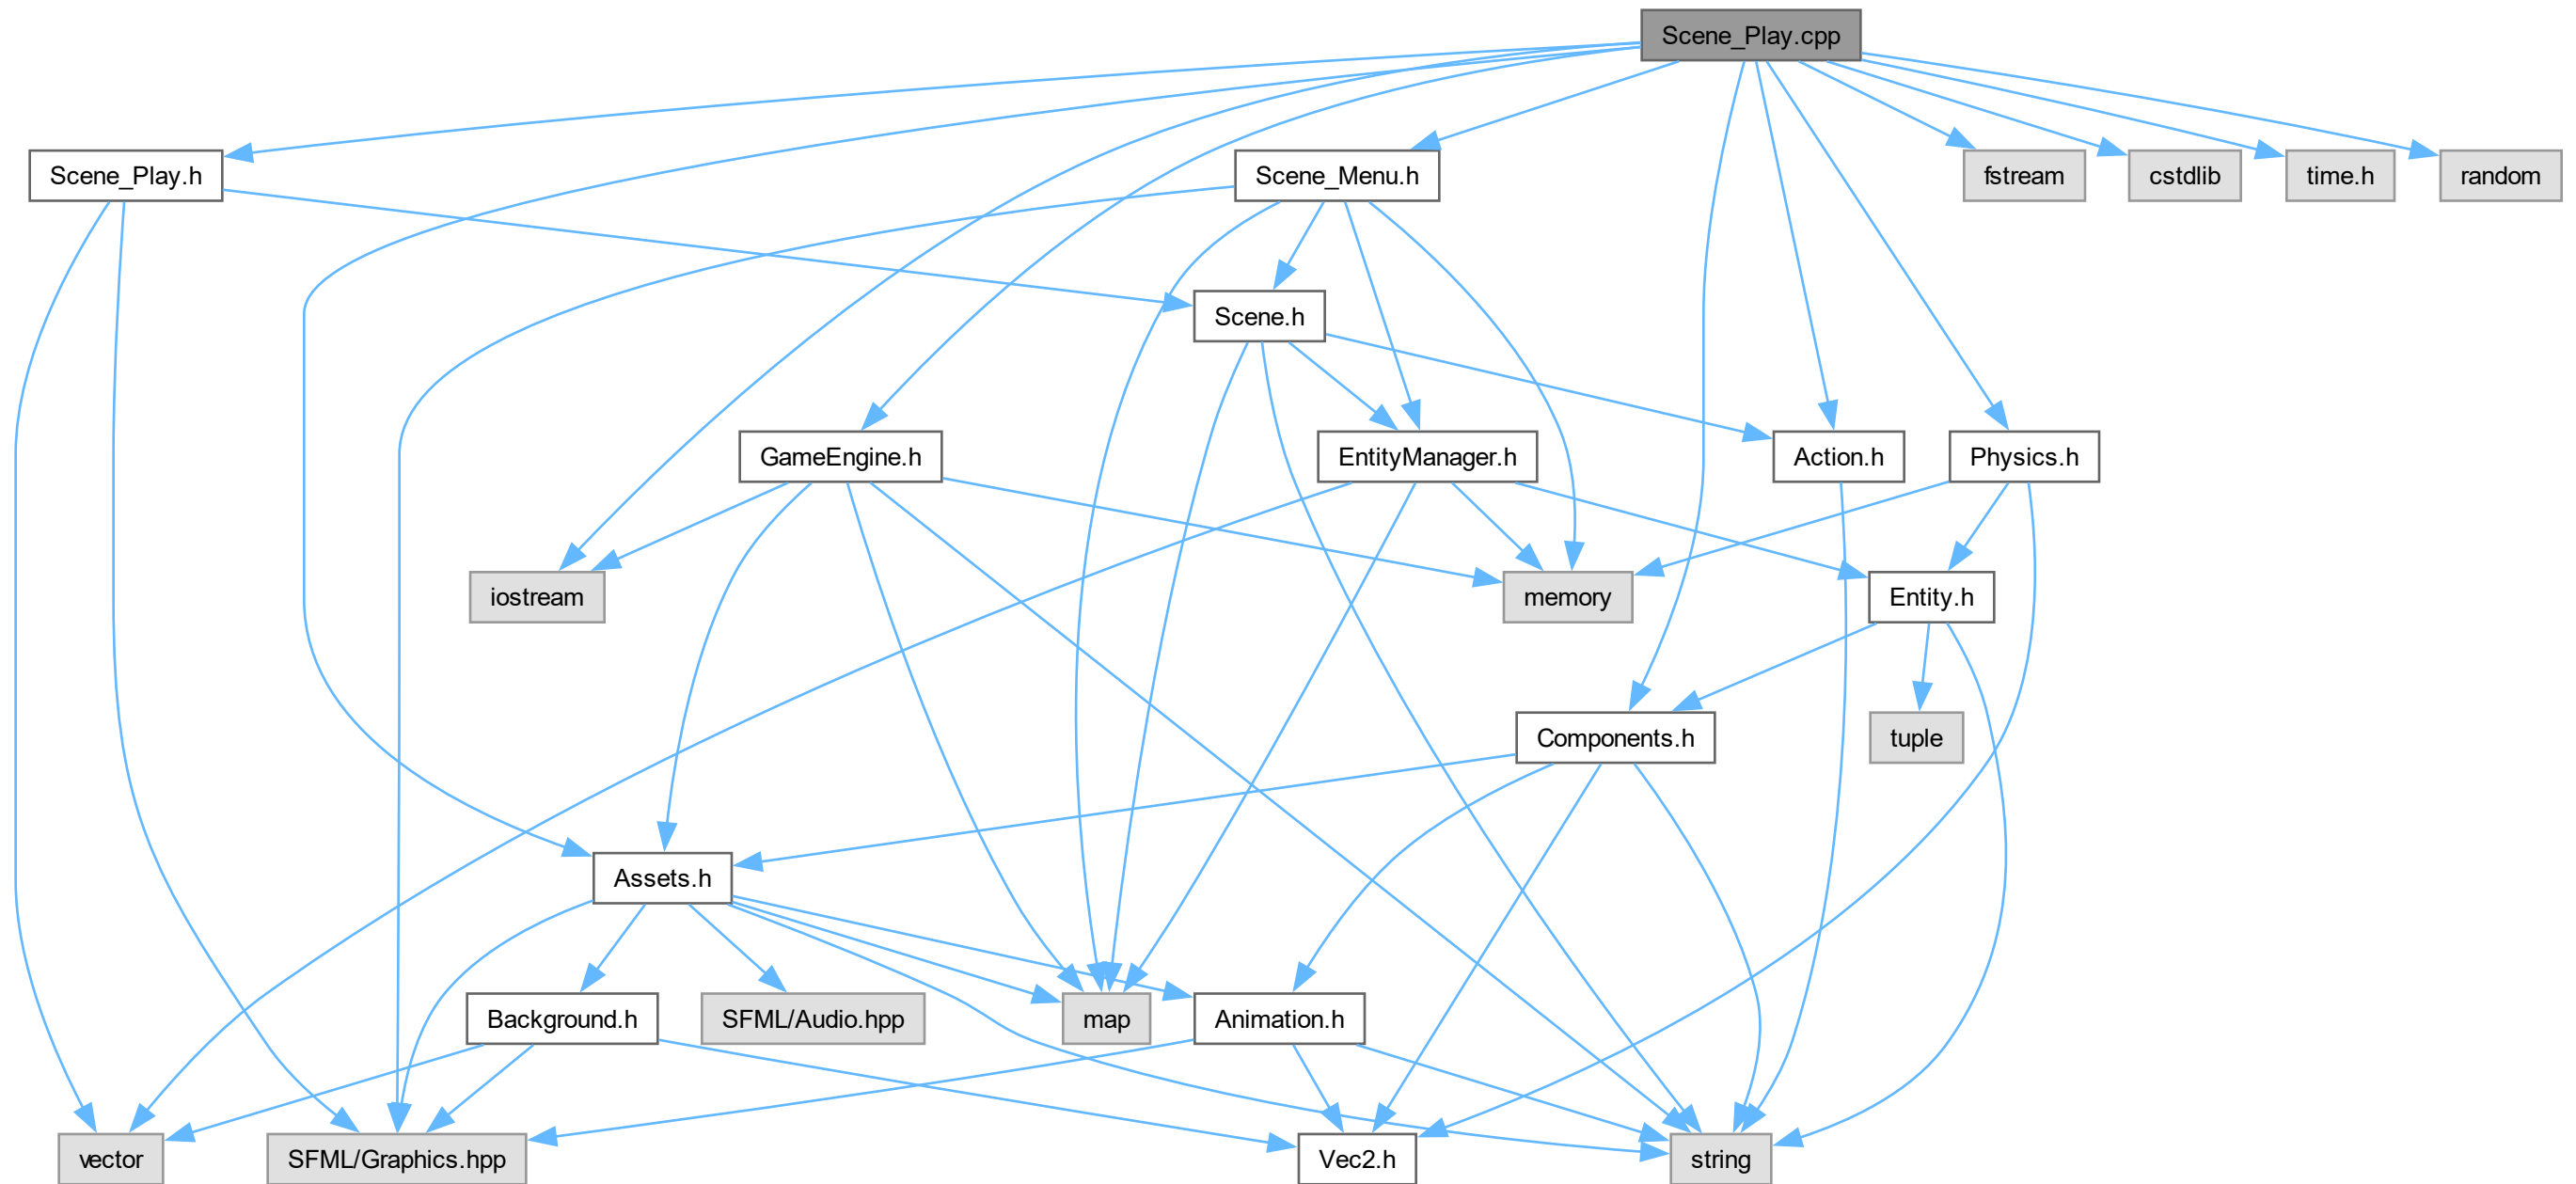 Scene_Play.cpp
Scene_Play.h
Scene_Menu.h
fstream
cstdlib
time.h
random
Scene.h
GameEngine.h
EntityManager.h
Action.h
Physics.h
iostream
memory
Entity.h
Components.h
tuple
Assets.h
Background.h
SFML/Audio.hpp
map
Animation.h
vector
SFML/Graphics.hpp
Vec2.h
string